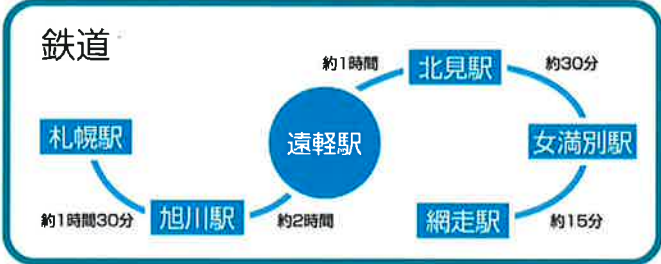 鉄道
札幌駅
約1時間30分
旭川駅
約2時間
遠軽駅
約1時間
北見駅
約30分
女満別駅
約15分
網走駅